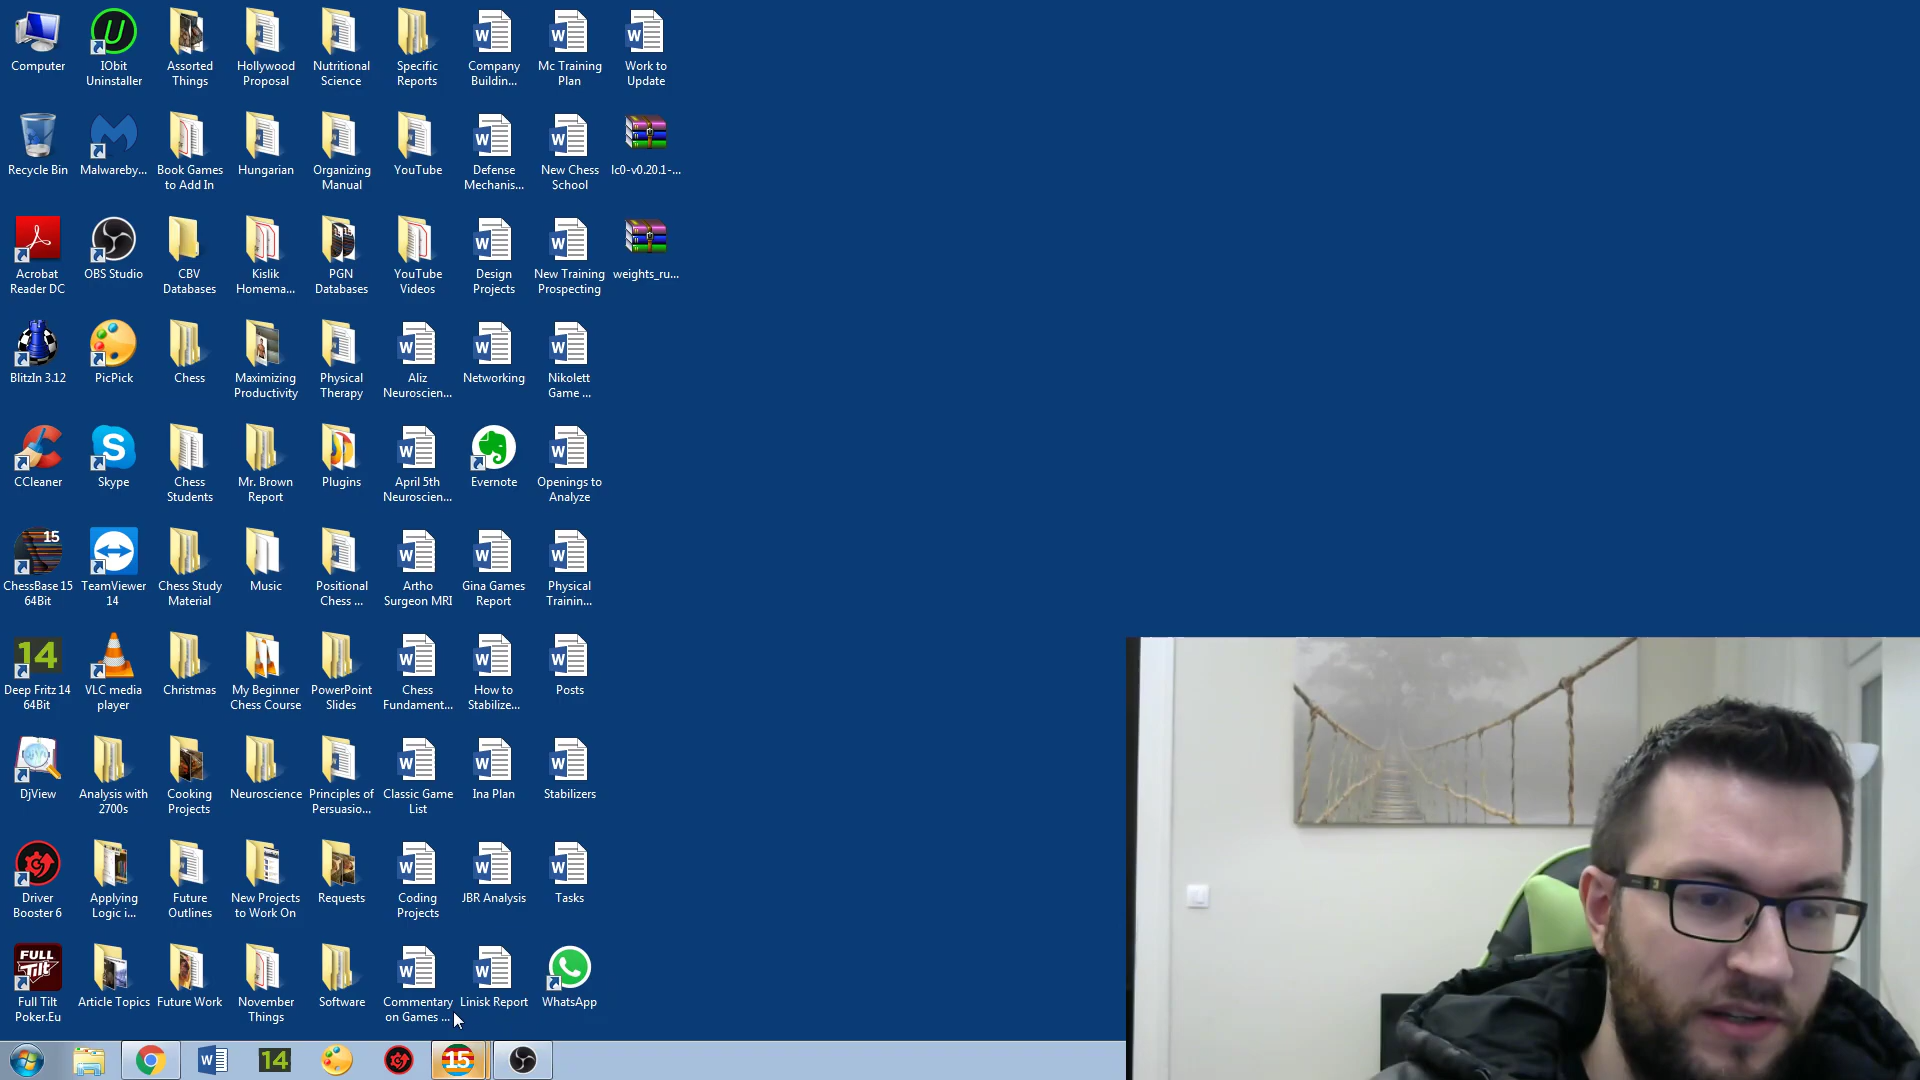 Computer
IObit
Uninstaller
Assorted
Things
Hollywood
Proposal
Nutritional
Science
Specific
Reports
Company
Buildin...
Mc Training
Plan
Work to
Update
Recycle Bin
Malwareby...
Book Games
to Add In
Hungarian
Organizing
Manual
YouTube
Defense
Mechanis...
New Chess
School
lc0-v0.20.1-...
Acrobat
Reader DC
OBS Studio
CBV
Databases
Kislik
Homema...
PGN
Databases
YouTube
Videos
Design
Projects
New Training
Prospecting
weights_ru...
BlitzIn 3.12
PicPick
Chess
Maximizing
Productivity
Physical
Therapy
Aliz
Neuroscien...
Networking
Nikolett
Game ...
CCleaner
Skype
Chess
Students
Mr. Brown
Report
Plugins
April 5th
Neuroscien...
Evernote
Openings to
Analyze
15
ChessBase 15
64Bit
TeamViewer
14
Chess Study
Material
Music
Positional
Chess ...
Artho
Surgeon MRI
Gina Games
Report
Physical
Trainin...
14
Deep Fritz 14
64Bit
VLC media
player
Christmas
My Beginner
Chess Course
PowerPoint
Slides
Chess
Fundament...
How to
Stabilize...
Posts
DjView
Analysis with
2700s
Cooking
Projects
Neuroscience
Principles of
Persuasio...
Classic Game
List
Ina Plan
Stabilizers
Driver
Booster 6
Applying
Logic i...
Future
Outlines
New Projects
to Work On
Requests
Coding
Projects
JBR Analysis
Tasks
FULL
Tilt
Full Tilt
Poker.Eu
Article Topics
Future Work
November
Things
Software
Commentary
on Games ...
Linisk Report
WhatsApp
14
15